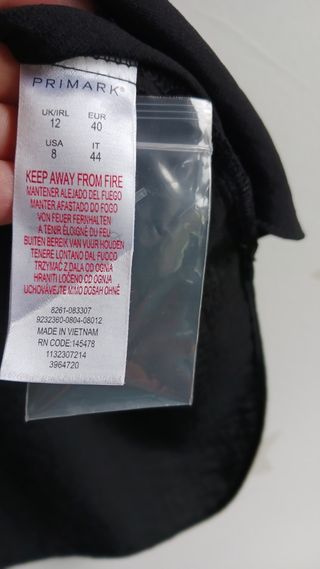 PRIMARK®
UK/IRL EUR
12 40
USA IT
8 44
KEEP AWAY FROM FIRE
MANTENER ALEJADO DEL FUEGO
MANTER AFASTADO DO FOGO
VON FEUER FERNHALTEN
A TENIR ÉLOIGNÉ DU FEU
BUITEN BEREIK VAN VUUR HOUDEN
TENERE LONTANO DAL FUOCO
TRZYMAĆ Z DALA OD OGNIA
HRANITI LOČENO OD OGNJA
UCHOVÁVEJTE MIMO DOSAH OHNĚ
8261-083307
9232360-0804-08012
MADE IN VIETNAM
RN CODE:145478
1132307214
3964720